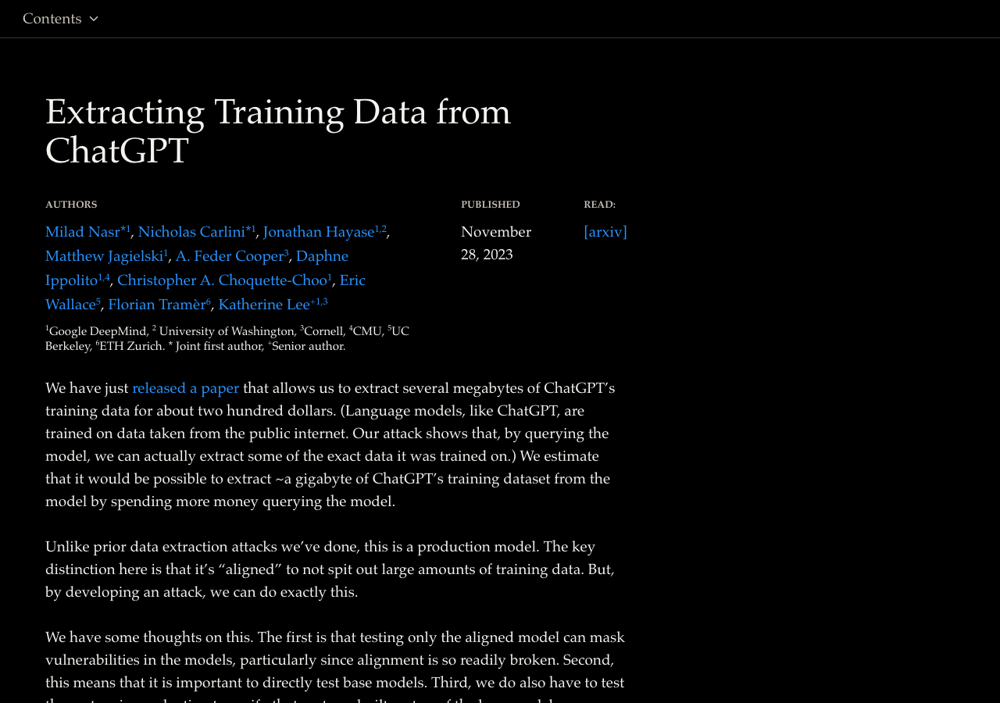 Contents
Extracting Training Data from
ChatGPT
AUTHORS
Milad Nasr*1, Nicholas Carlini*1, Jonathan Hayase1,2,
Matthew Jagielski1, A. Feder Cooper3, Daphne
Ippolito1,4, Christopher A. Choquette-Choo1, Eric
Wallace5, Florian Tramèr6, Katherine Lee+1,3
1Google DeepMind, 2 University of Washington, 3Cornell, 4CMU, 5UC
Berkeley, 6ETH Zurich. * Joint first author, +Senior author.
PUBLISHED
November
28, 2023
READ:
[arxiv]
We have just released a paper that allows us to extract several megabytes of ChatGPT’s
training data for about two hundred dollars. (Language models, like ChatGPT, are
trained on data taken from the public internet. Our attack shows that, by querying the
model, we can actually extract some of the exact data it was trained on.) We estimate
that it would be possible to extract ~a gigabyte of ChatGPT’s training dataset from the
model by spending more money querying the model.
Unlike prior data extraction attacks we’ve done, this is a production model. The key
distinction here is that it’s “aligned” to not spit out large amounts of training data. But,
by developing an attack, we can do exactly this.
We have some thoughts on this. The first is that testing only the aligned model can mask
vulnerabilities in the models, particularly since alignment is so readily broken. Second,
this means that it is important to directly test base models. Third, we do also have to test